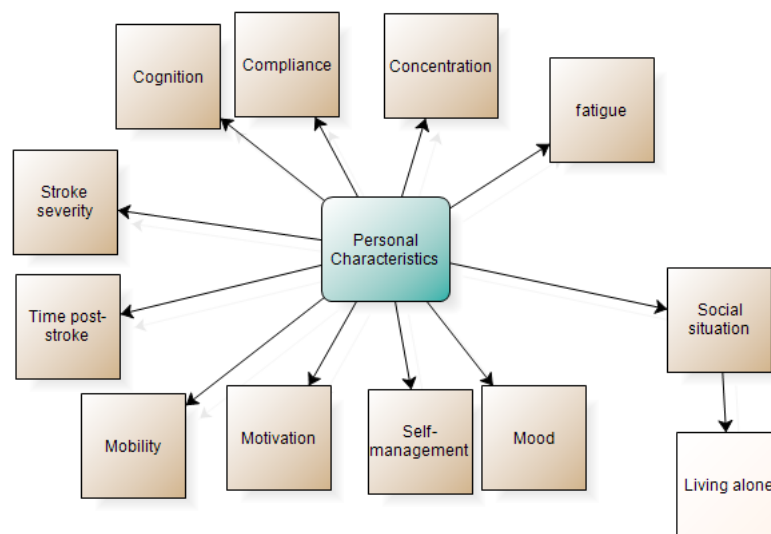 Cognition
Compliance
Concentration
fatigue
Stroke
severity
Personal
Characteristics
Time post-
stroke
Social
situation
Mobility
Motivation
Self-
management
Mood
Living alone